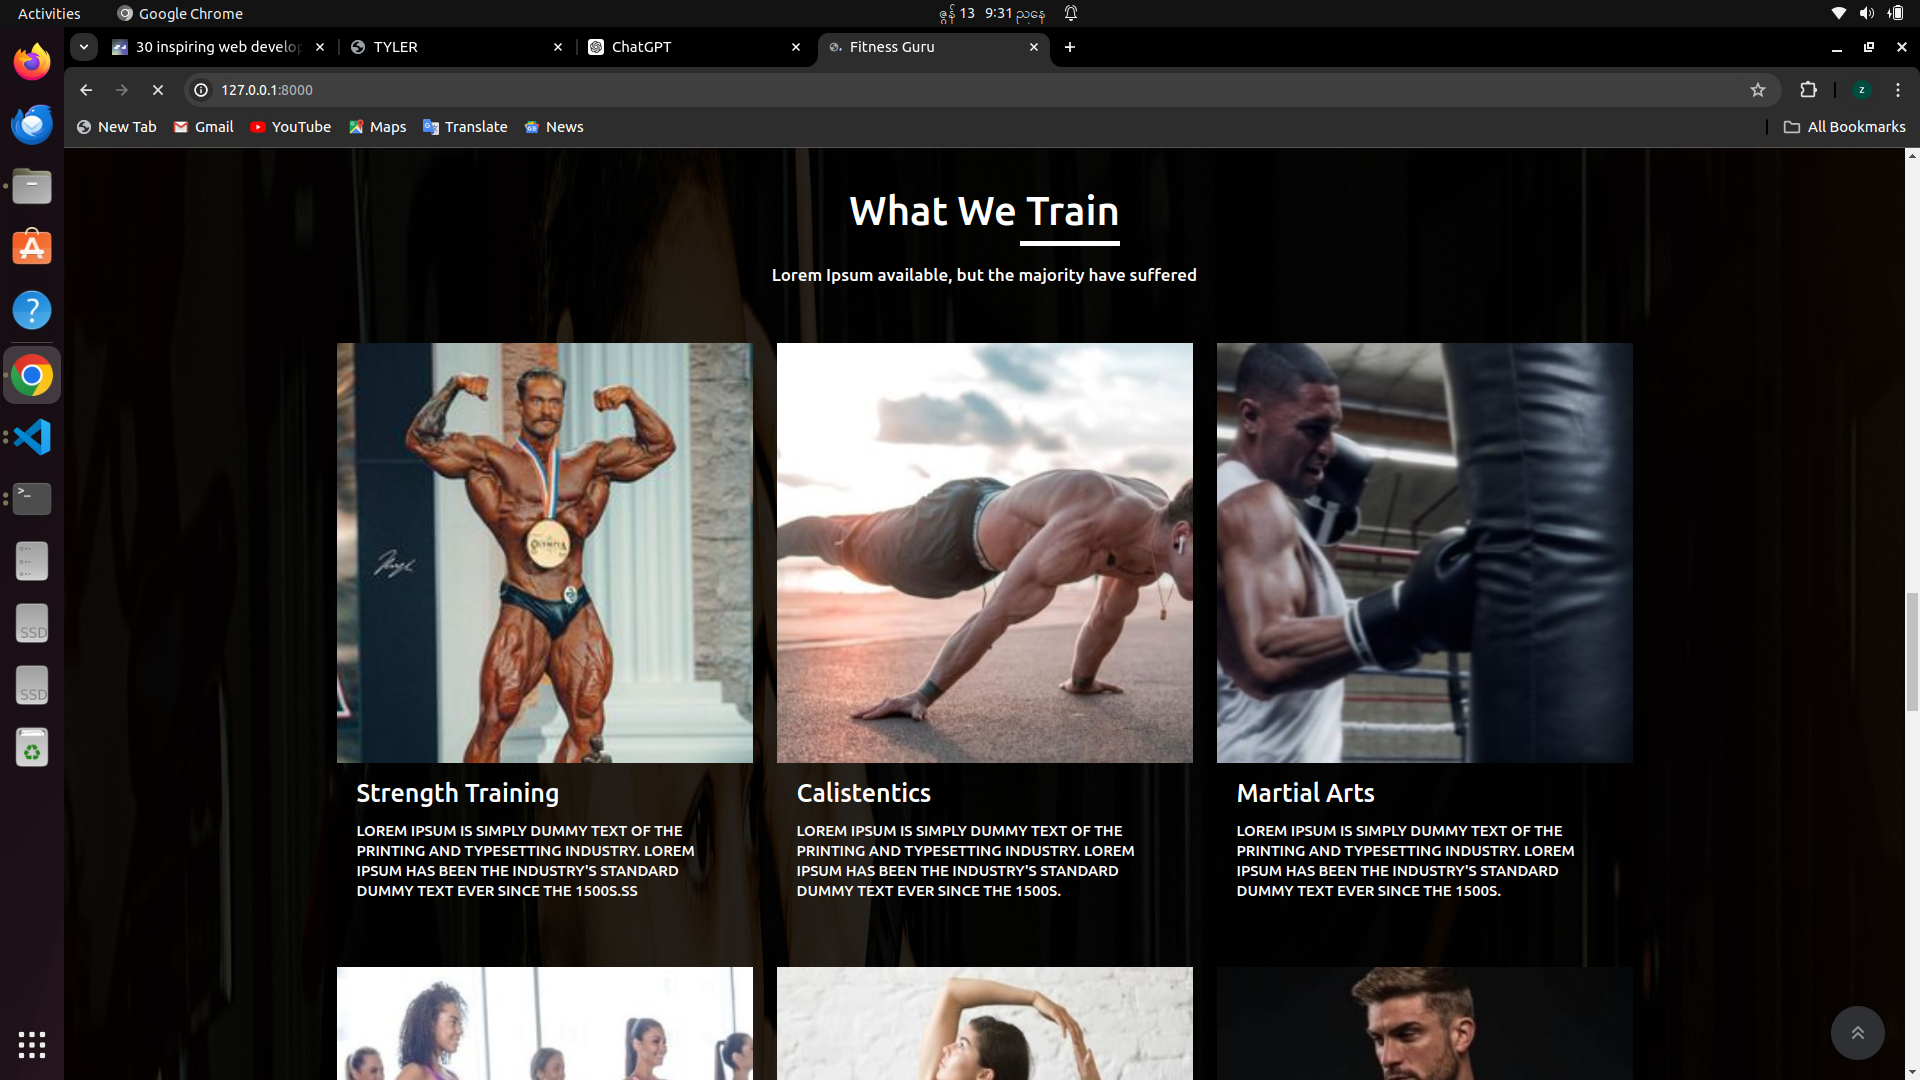 Activities
Google Chrome
ဇွန် 13 9:31 ညနေ
30 inspiring web develop
TYLER
ChatGPT
Fitness Guru
127.0.0.1:8000
z
New Tab
Gmail
YouTube
Maps
Translate
News
All Bookmarks
What We Train
Lorem Ipsum available, but the majority have suffered
OLYMPIA
Strength Training
LOREM IPSUM IS SIMPLY DUMMY TEXT OF THE
PRINTING AND TYPESETTING INDUSTRY. LOREM
IPSUM HAS BEEN THE INDUSTRY'S STANDARD
DUMMY TEXT EVER SINCE THE 1500S.SS
Calistentics
LOREM IPSUM IS SIMPLY DUMMY TEXT OF THE
PRINTING AND TYPESETTING INDUSTRY. LOREM
IPSUM HAS BEEN THE INDUSTRY'S STANDARD
DUMMY TEXT EVER SINCE THE 1500S.
Martial Arts
LOREM IPSUM IS SIMPLY DUMMY TEXT OF THE
PRINTING AND TYPESETTING INDUSTRY. LOREM
IPSUM HAS BEEN THE INDUSTRY'S STANDARD
DUMMY TEXT EVER SINCE THE 1500S.
SSD
SSD